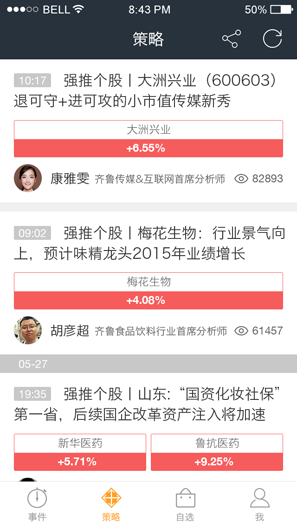 BELL 8:43 PM 50%
策略
10:17 强推个股丨大洲兴业（600603）
退可守+进可攻的小市值传媒新秀
大洲兴业
+6.55%
康雅雯 齐鲁传媒&互联网首席分析师 82893
09:02 强推个股丨梅花生物：行业景气向
上，预计味精龙头2015年业绩增长
梅花生物
+4.08%
胡彦超 齐鲁食品饮料行业首席分析师 61457
05-27
19:35 强推个股丨山东：“国资化妆社保”
第一省，后续国企改革资产注入将加速
新华医药 鲁抗医药
+5.71% +9.25%
事件 策略 自选 我